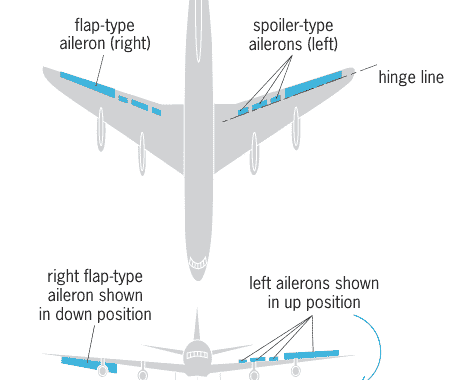 flap-type
aileron (right)
spoiler-type
ailerons (left)
hinge line
right flap-type
aileron shown
in down position
left ailerons shown
in up position